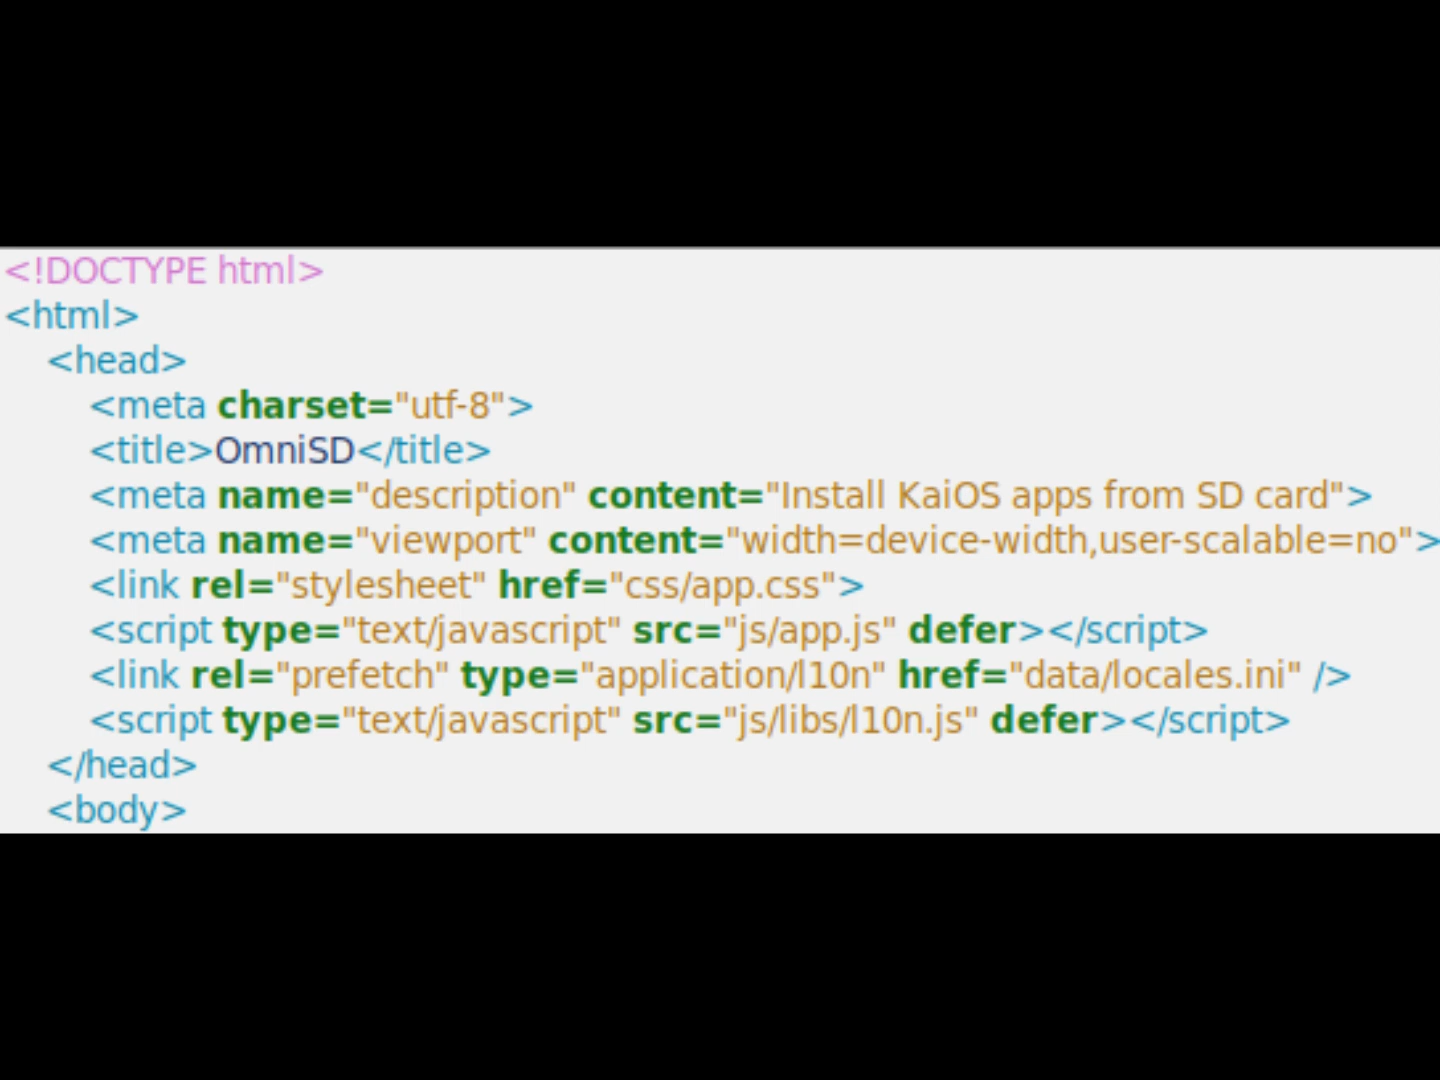 <!DOCTYPE html>
<html>
<head>
<meta charset="utf-8">
<title>OmniSD</title>
<meta name="description" content="Install KaiOS apps from SD card">
<meta name="viewport" content="width=device-width,user-scalable=no">
<link rel="stylesheet" href="css/app.css">
<script type="text/javascript" src="js/app.js" defer></script>
<link rel="prefetch" type="application/l10n" href="data/locales.ini" />
<script type="text/javascript" src="js/libs/l10n.js" defer></script>
</head>
<body>